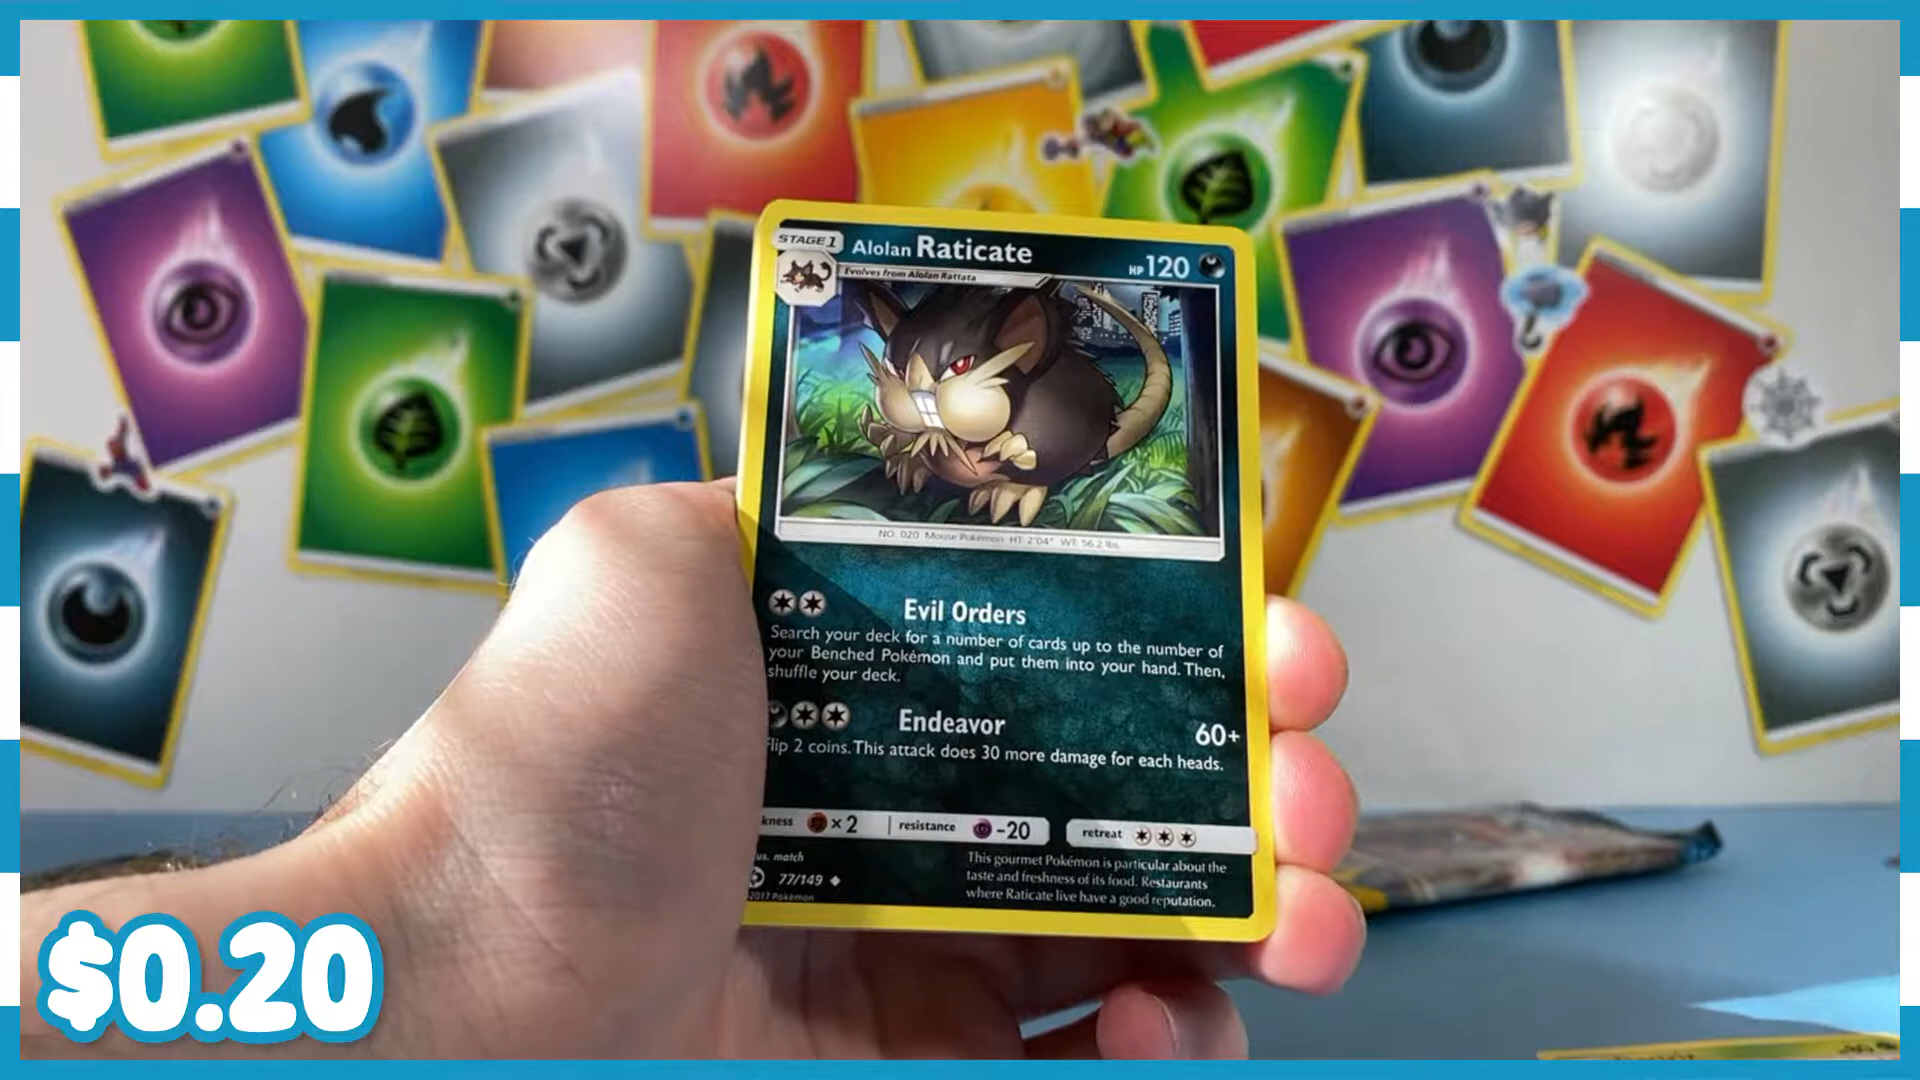 STAGE 1
Alolan Raticate
HP 120
Evolves from Alolan Rattata
NO. 020 Mouse Pokémon HT: 2'04" WT: 56.2 lbs.
Evil Orders
Search your deck for a number of cards up to the number of
your Benched Pokémon and put them into your hand. Then,
shuffle your deck.
Endeavor
60+
Flip 2 coins. This attack does 30 more damage for each heads.
kness ×2
resistance -20
retreat
us. match
77/149
2017 Pokémon
This gourmet Pokémon is particular about the
taste and freshness of its food. Restaurants
where Raticate live have a good reputation.
$0.20